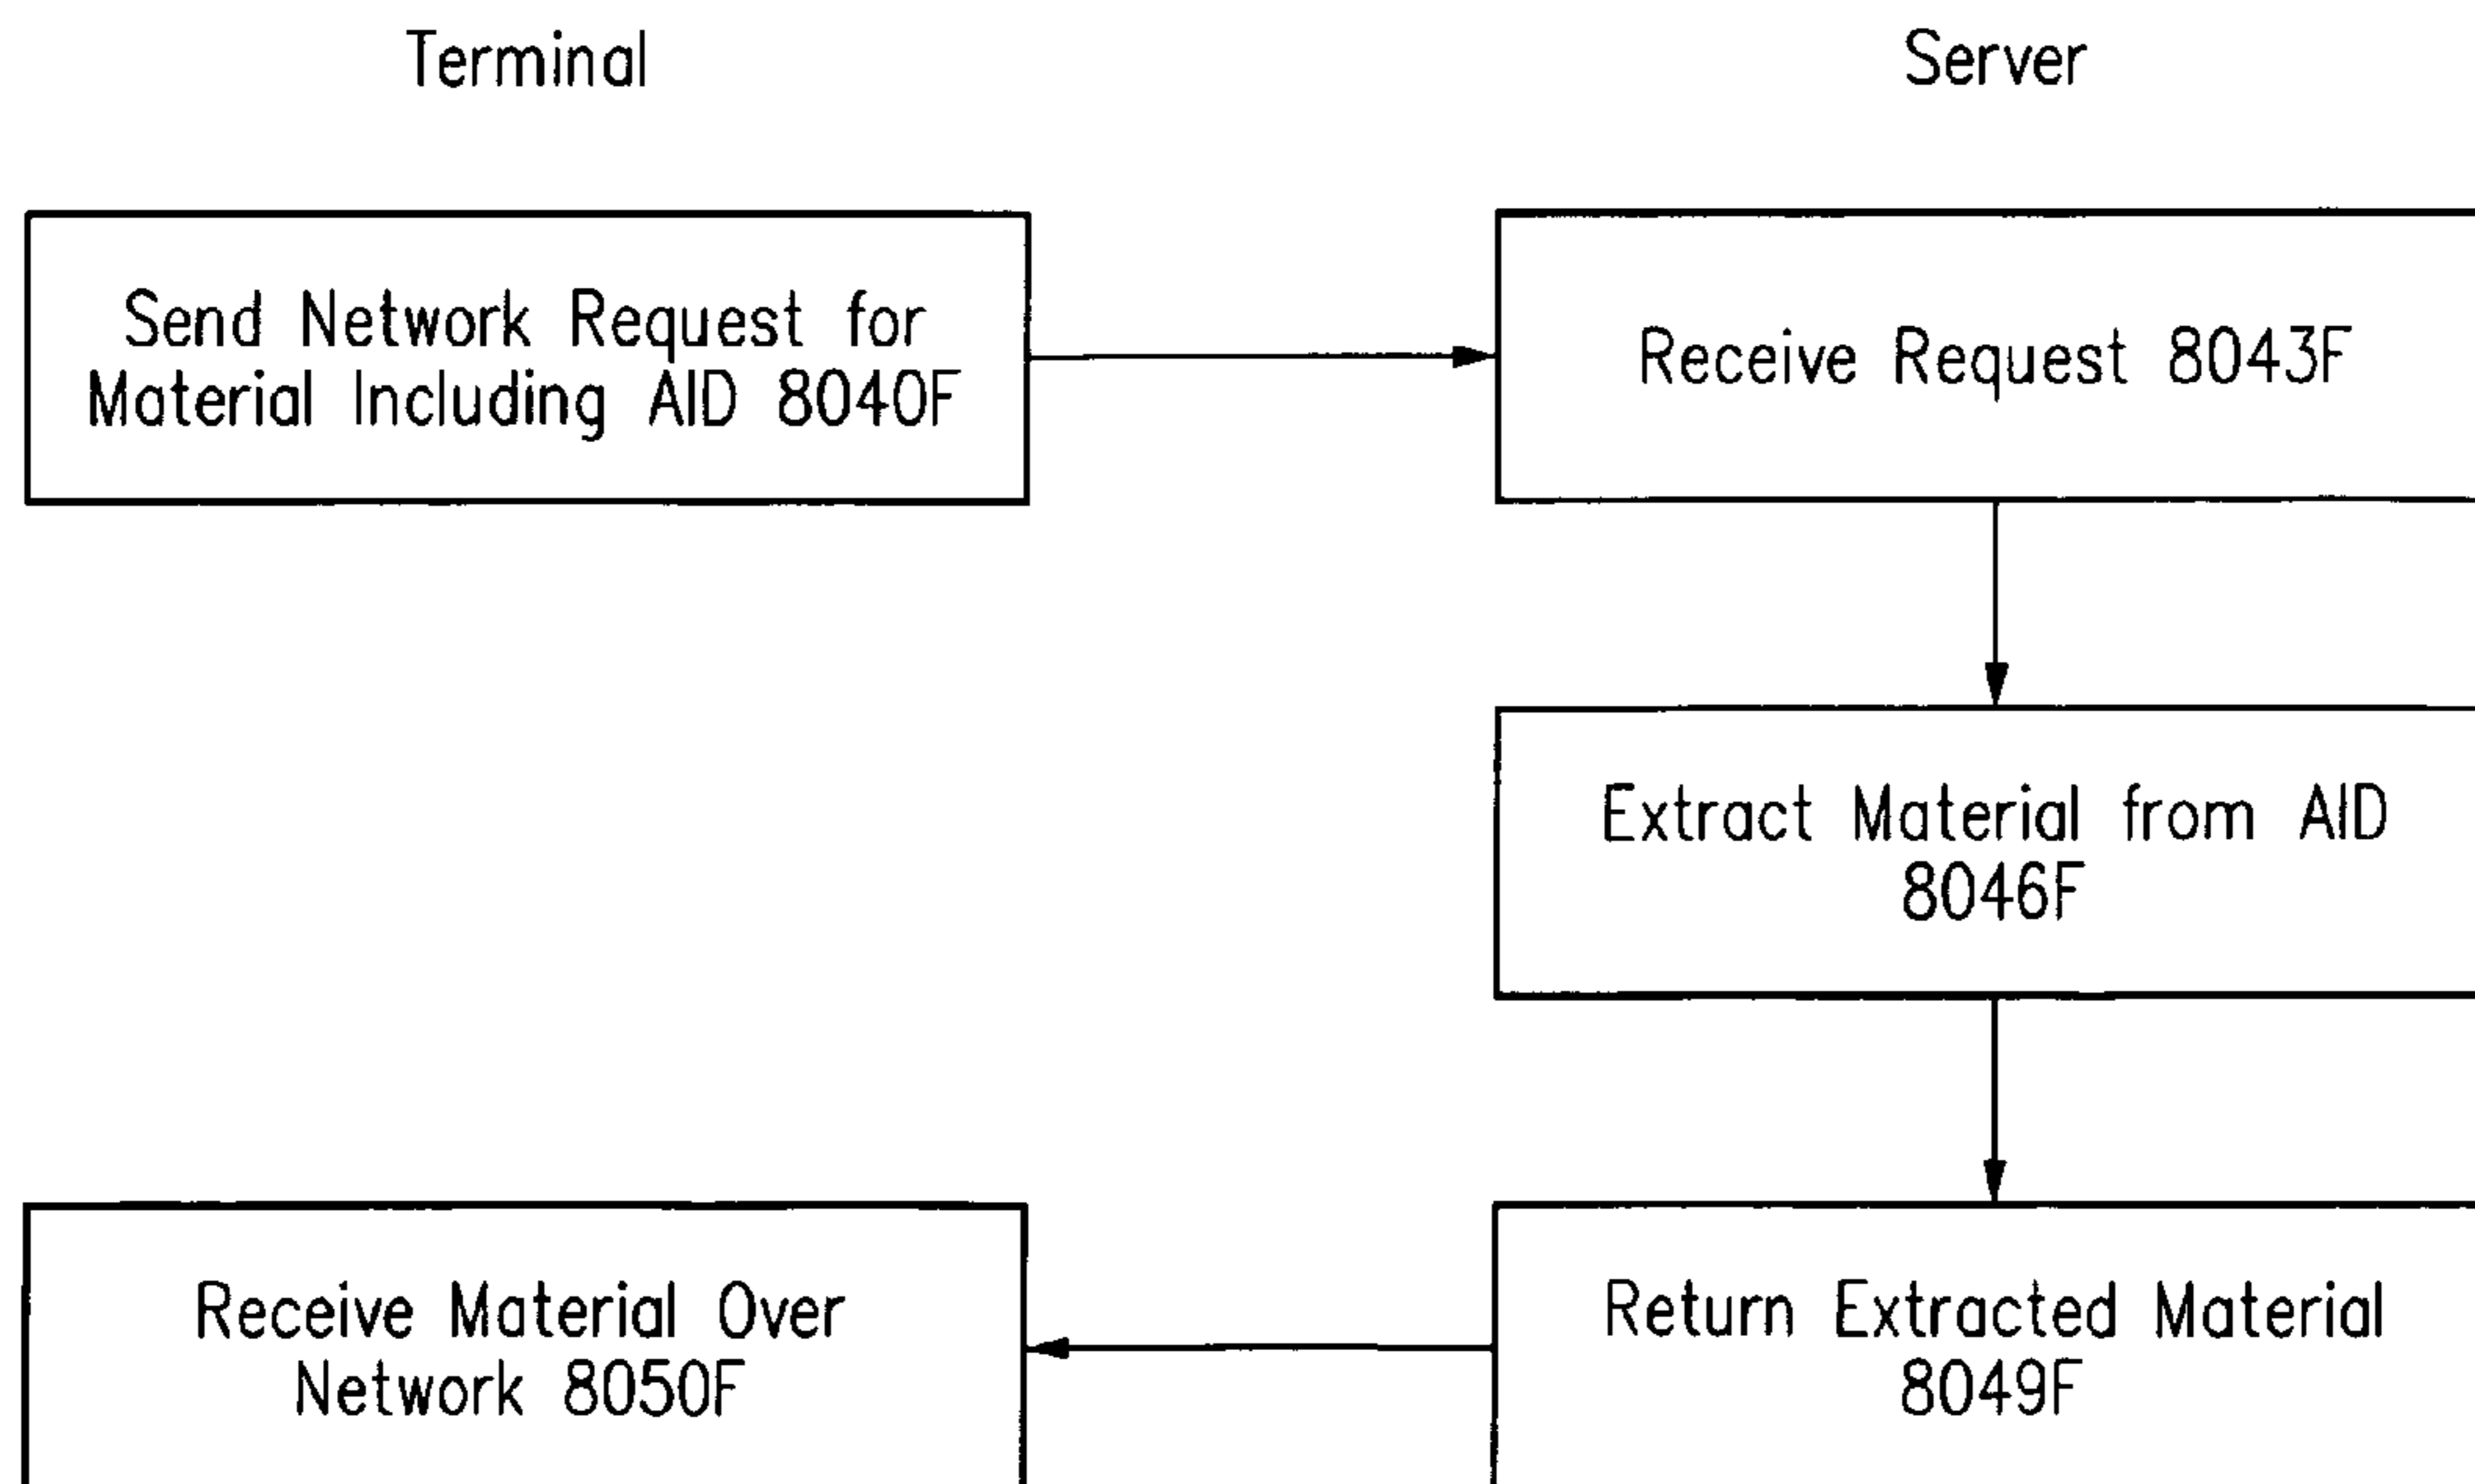 Terminal
Server
Send Network Request for
Material Including AID 8040F
Receive Request 8043F
Extract Material from AID
8046F
Return Extracted Material
8049F
Receive Material Over
Network 8050F